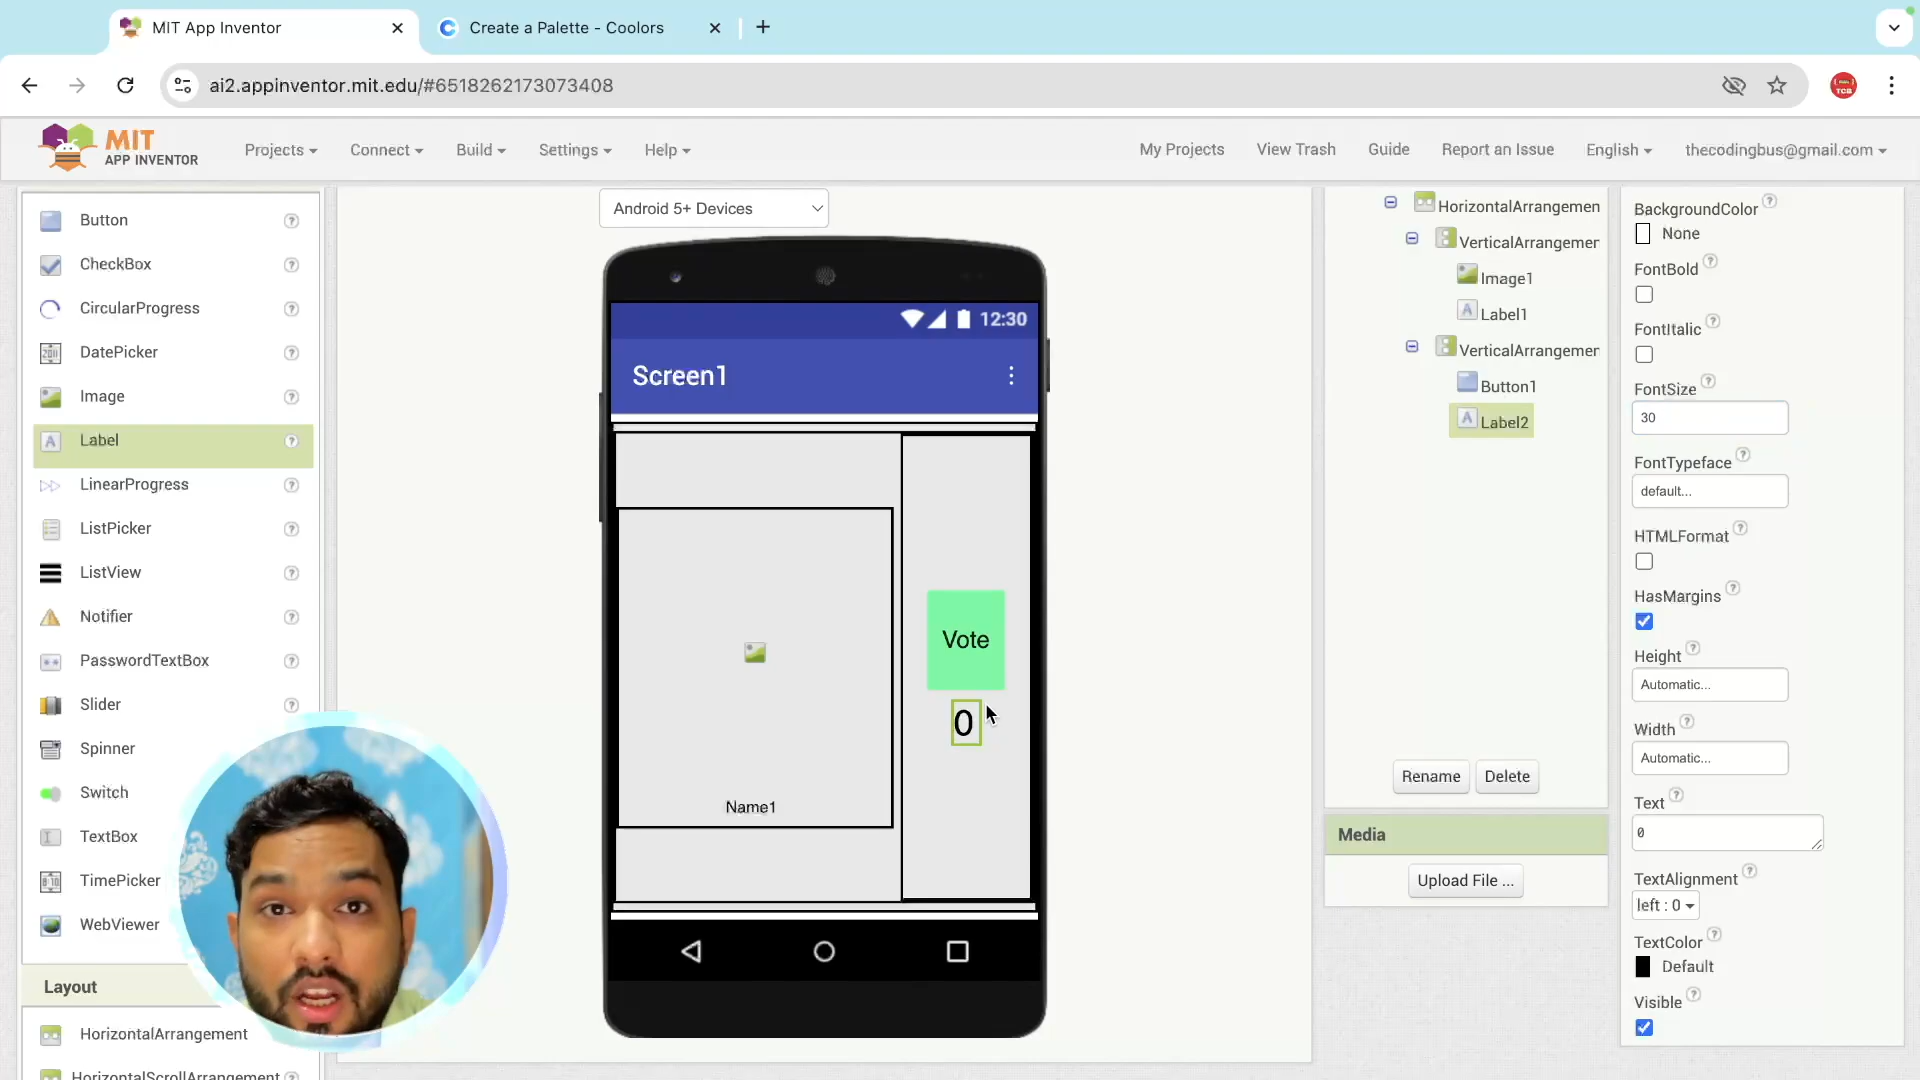 MIT App Inventor
Create a Palette - Coolors
ai2.appinventor.mit.edu/#6518262173073408
TCB
MIT
APP INVENTOR
Projects
Connect
Build
Settings
Help
My Projects
View Trash
Guide
Report an Issue
English
thecodingbus@gmail.com
Button
CheckBox
CircularProgress
DatePicker
Image
Label
LinearProgress
ListPicker
ListView
Notifier
PasswordTextBox
Slider
Spinner
Switch
TextBox
TimePicker
WebViewer
Layout
HorizontalArrangement
HorizontalScrollArrangement
Android 5+ Devices
12:30
Screen1
Vote
0
Name1
HorizontalArrangemen
VerticalArrangemer
Image1
Label1
VerticalArrangemer
Button1
Label2
Rename
Delete
Media
Upload File ...
BackgroundColor
None
FontBold
FontItalic
FontSize
30
FontTypeface
default...
HTMLFormat
HasMargins
Height
Automatic...
Width
Automatic...
Text
0
TextAlignment
left : 0
TextColor
Default
Visible